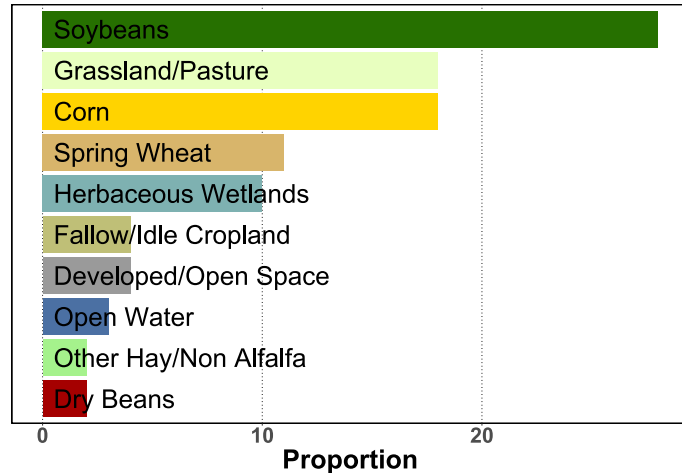 Soybeans
Grassland/Pasture
Corn
Spring Wheat
Herbaceous Wetlands
Fallow/Idle Cropland
Developed/Open Space
Open Water
Other Hay/Non Alfalfa
Dry Beans
0 10 20
Proportion